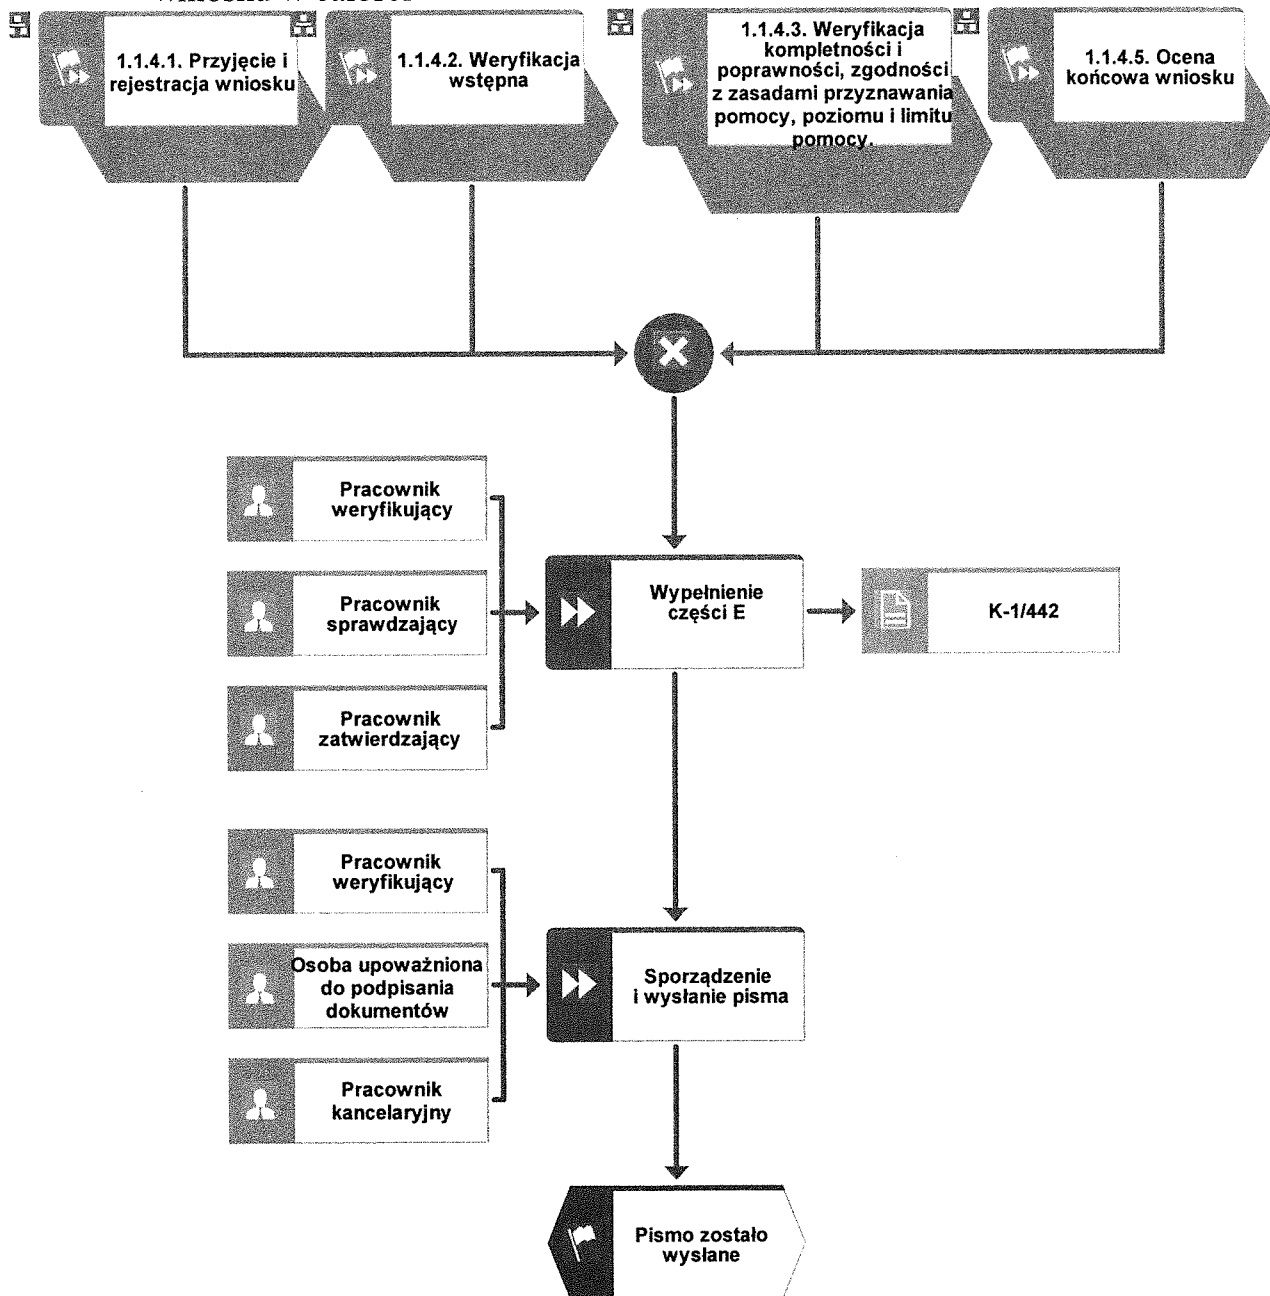 1.1.4.1. Przyjęcie i
rejestracja wniosku
1.1.4.2. Weryfikacja
wstępna
1.1.4.3. Weryfikacja
kompletności i
poprawności, zgodności
z zasadami przyznawania
pomocy, poziomu i limitu
pomocy.
1.1.4.5. Ocena
końcowa wniosku
Pracownik
weryfikujący
Pracownik
sprawdzający
Pracownik
zatwierdzający
Wypełnienie
części E
K-1/442
Pracownik
weryfikujący
Osoba upoważniona
do podpisania
dokumentów
Pracownik
kancelaryjny
Sporządzenie
i wysłanie pisma
Pismo zostało
wysłane